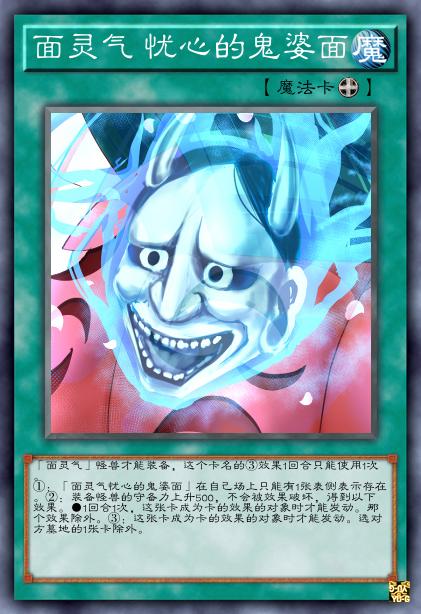 面灵气 忧心的鬼婆面 魔
【 魔法卡 】
「面灵气」怪兽才能装备，这个卡名的③效果1回合只能使用1次
。
①：「面灵气忧心的鬼婆面」在自己场上只能有1张表侧表示存在
。②：装备怪兽的守备力上升500，不会被效果破坏，得到以下
效果。●1回合1次，这张卡成为卡的效果的对象时才能发动。那
个效果除外。③：这张卡成为卡的效果的对象时才能发动。选对
方墓地的1张卡除外。